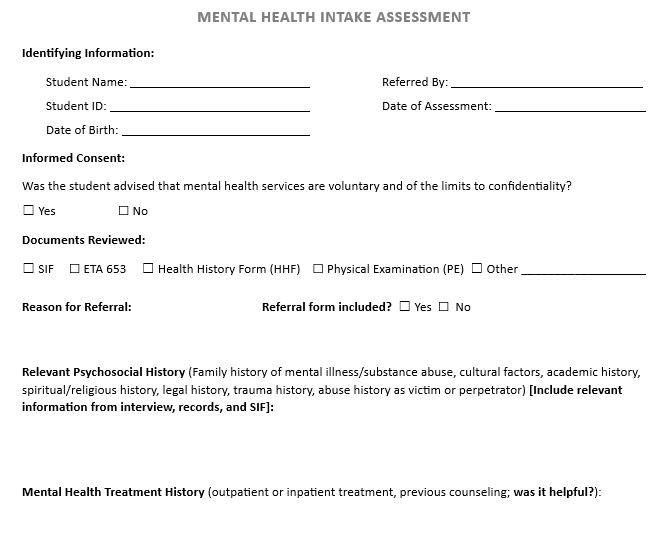 MENTAL HEALTH INTAKE ASSESSMENT
Identifying Information:
Student Name: ____________________ Referred By: ____________________
Student ID: ____________________ Date of Assessment: ____________________
Date of Birth: ____________________
Informed Consent:
Was the student advised that mental health services are voluntary and of the limits to confidentiality?
☐ Yes ☐ No
Documents Reviewed:
☐ SIF ☐ ETA 653 ☐ Health History Form (HHF) ☐ Physical Examination (PE) ☐ Other ____________________
Reason for Referral: Referral form included? ☐ Yes ☐ No
Relevant Psychosocial History (Family history of mental illness/substance abuse, cultural factors, academic history,
spiritual/religious history, legal history, trauma history, abuse history as victim or perpetrator) [Include relevant
information from interview, records, and SIF]:
Mental Health Treatment History (outpatient or inpatient treatment, previous counseling; was it helpful?):